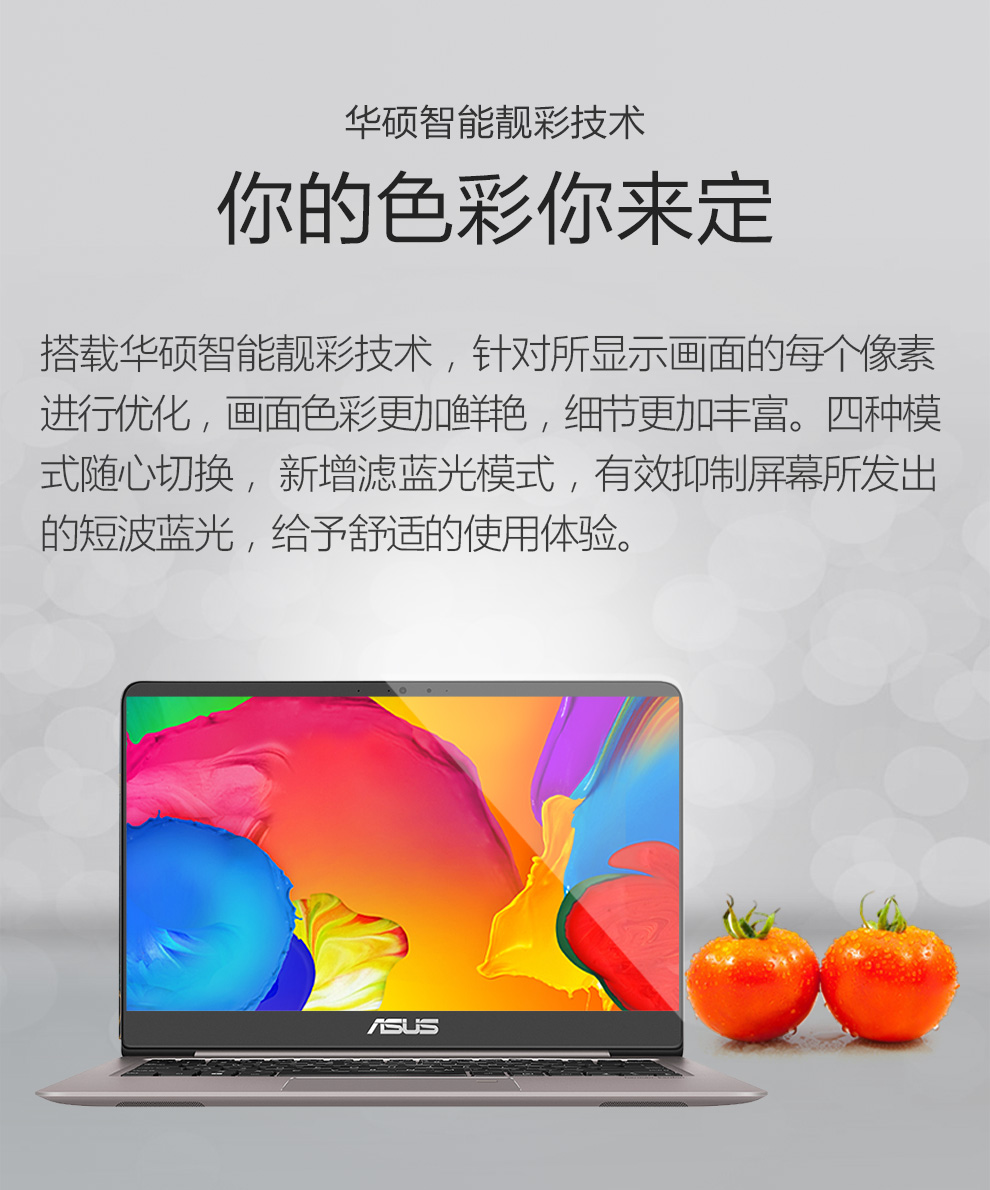 华硕智能靓彩技术
你的色彩你来定
搭载华硕智能靓彩技术，针对所显示画面的每个像素
进行优化，画面色彩更加鲜艳，细节更加丰富。四种模
式随心切换，新增滤蓝光模式，有效抑制屏幕所发出
的短波蓝光，给予舒适的使用体验。
ASUS